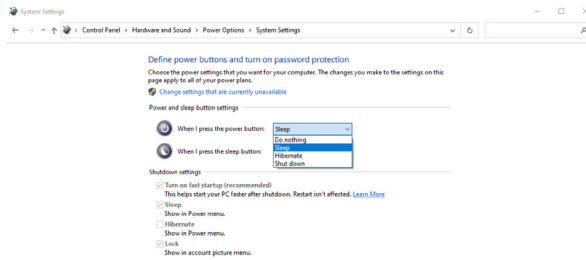 System Settings
Control Panel > Hardware and Sound > Power Options > System Settings
Define power buttons and turn on password protection
Choose the power settings that you want for your computer. The changes you make to the settings on this
page apply to all of your power plans.
Change settings that are currently unavailable
Power and sleep button settings
When I press the power button: Sleep
Do nothing
Sleep
Hibernate
Shut down
When I press the sleep button:
Shutdown settings
Turn on fast startup (recommended)
This helps start your PC faster after shutdown. Restart isn't affected. Learn More
Sleep
Show in Power menu.
Hibernate
Show in Power menu.
Lock
Show in account picture menu.